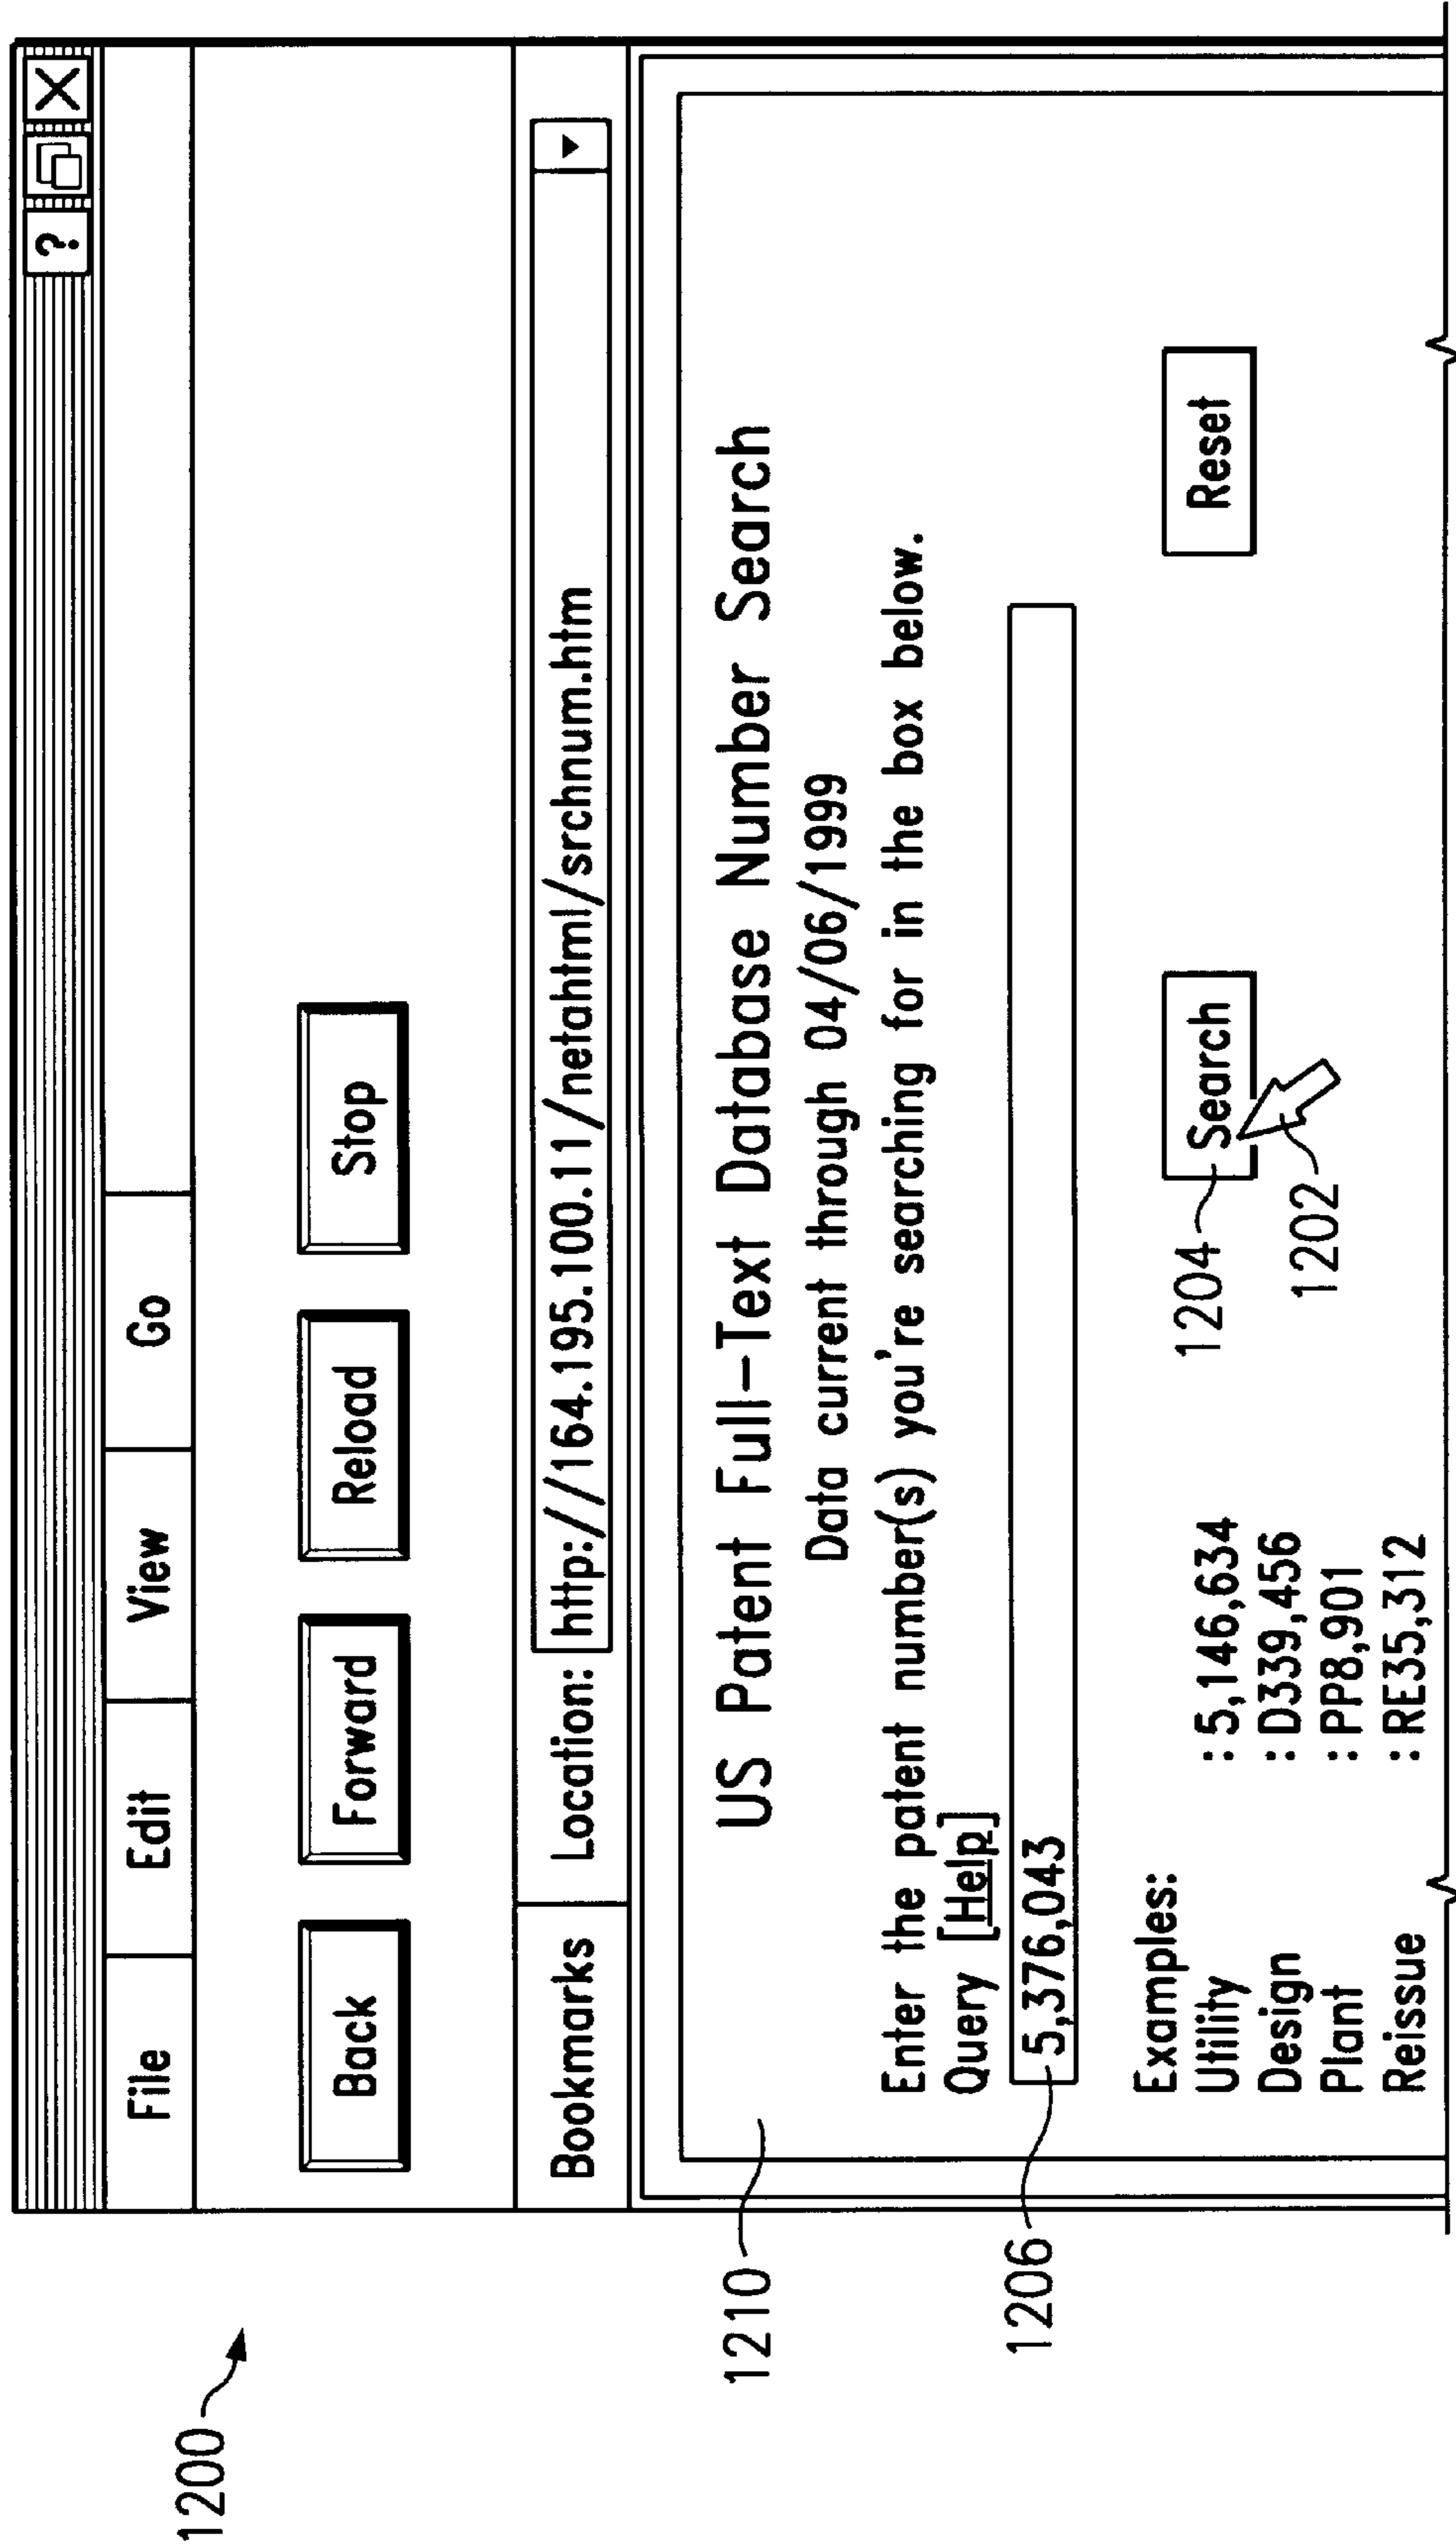 1200
?
File Edit View Go
Back Forward Reload Stop
Bookmarks Location: http://164.195.100.11/netahtml/srchnum.htm
1210
US Patent Full-Text Database Number Search
Data current through 04/06/1999
Enter the patent number(s) you're searching for in the box below.
Query [Help]
1206
5,376,043
Examples:
1204
Search Reset
Utility :5,146,634
Design :D339,456
1202
Plant :PP8,901
Reissue :RE35,312